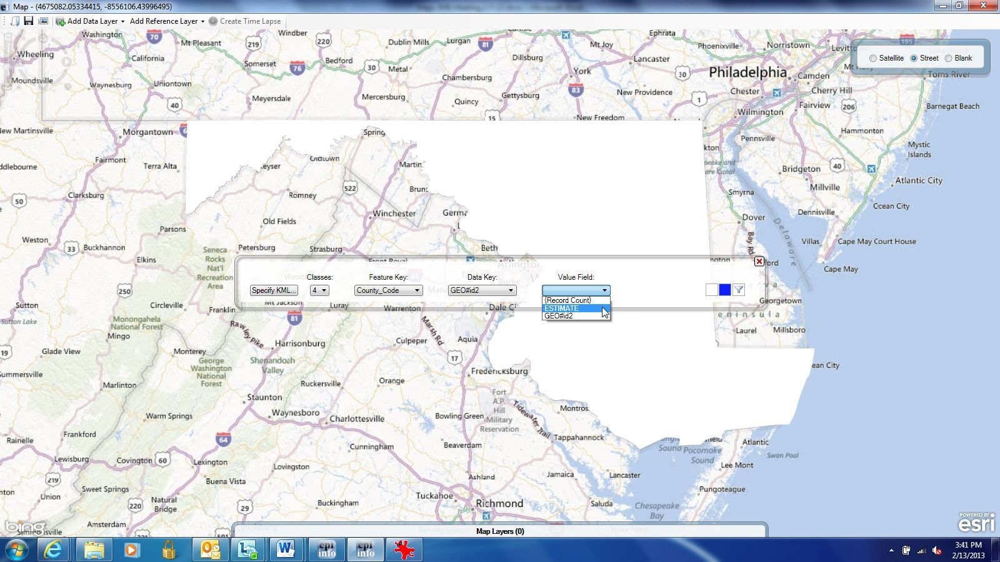 Map - (4675082.05334415, -8556106.43996495)
Add Data Layer
Add Reference Layer
Create Time Lapse
Satellite
Street
Blank
Washington
70
Mt Pleasant
219
Windber
220
Dublin Mills
Lurgan
81
Mt Joy
Ephrata
Phoenixville
Norristown
195
Wheeling
California
Somerset
76
Bedford
30
Metal
Dillsburg
Lancaster
Philadelphia
Camden
Toms River
Moundsville
Waynesburg
Uniontown
Chambersburg
York
30
Chester
Cherry Hill
Meyersdale
Mercersburg
Gettysburg
83
New Providence
1
40
Quincy
15
New Freedom
Wilmington
Fairview
206
Barnegat Beach
New Martinsville
Morgantown
Spring
Pennsville
Hammonton
Mystic
Islands
Fairmont
Terra Alta
Oldtown
Martin
Bridgeton
40
Atlantic City
Clarksburg
50
522
Romney
Winchester
Germa
Smyrna
Millville
Ocean City
Dennisville
Parsons
Old Fields
Dover
Delaware
Bay Rd
Villas
Cape May Court House
Weston
33
Buckhannon
Petersburg
Strasburg
Beth
Elkins
Seneca
Rocks
Nat'l
Recreation
Area
Front Royal
Arlington
Cape May
Classes:
Feature Key:
Data Key:
Value Field:
Specify KML...
4
County_Code
GEO#id2
{Record Count}
ESTIMATE
GEO#id2
250
Sutton
Sutton Lake
Circleville
Mt Jackson
Luray
Warrenton
Dale Ci
Georgetown
Monongahela
National Forest
Mingo
81
Rawley Pike
Marsh Rd
Laurel
Millsboro
19
Glade View
Monterey
Harrisonburg
Culpeper
Aquia
Summersville
George
Washington
National
Forest
Shenandoah
Valley
17
Marlinton
Ruckersville
Orange
Fredericksburg
Staunton
Fort
A.P.
Hill
Military
Reservation
Tidewater Trail
Montros
Warm Springs
Waynesboro
Charlottesville
Bowling Green
Frankford
Rainelle
64
Cunningham
Beaverdam
Tappahannock
Sound
Pocomoke
Sound
Atlantic
Swan Pool
Lewisburg
Covington
60
Lexington
Lovingston
Lee Mont
219
Buena Vista
Ashland
Jamaica
Lancaster
Sweet Springs
Pungoteague
Union
220
Natural
Bridge
29
Buckingham
Tuckahoe
Richmond
Saluda
Chesapeake
Bay
Amsterdam
bing
POWERED BY
esri
Map Layers (0)
epi
info
epi
info
3:41 PM
2/13/2013